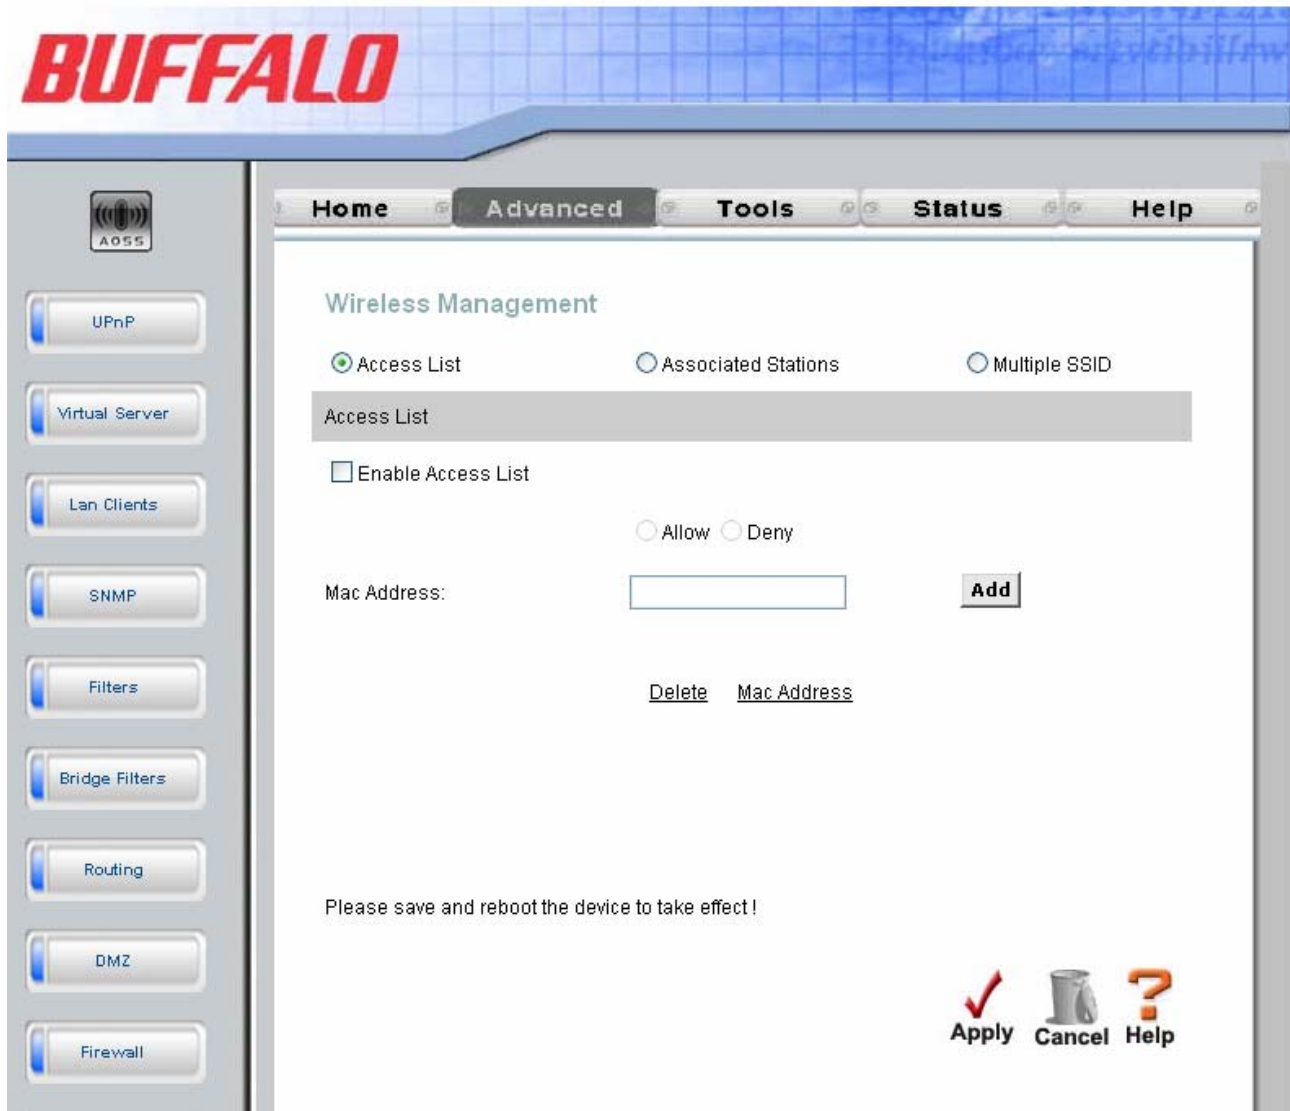 BUFFALO
AOSS
Home Advanced Tools Status Help
UPnP
Virtual Server
Lan Clients
SNMP
Filters
Bridge Filters
Routing
DMZ
Firewall
Wireless Management
Access List Associated Stations Multiple SSID
Access List
Enable Access List
Allow Deny
Mac Address: Add
Delete Mac Address
Please save and reboot the device to take effect !
Apply Cancel Help